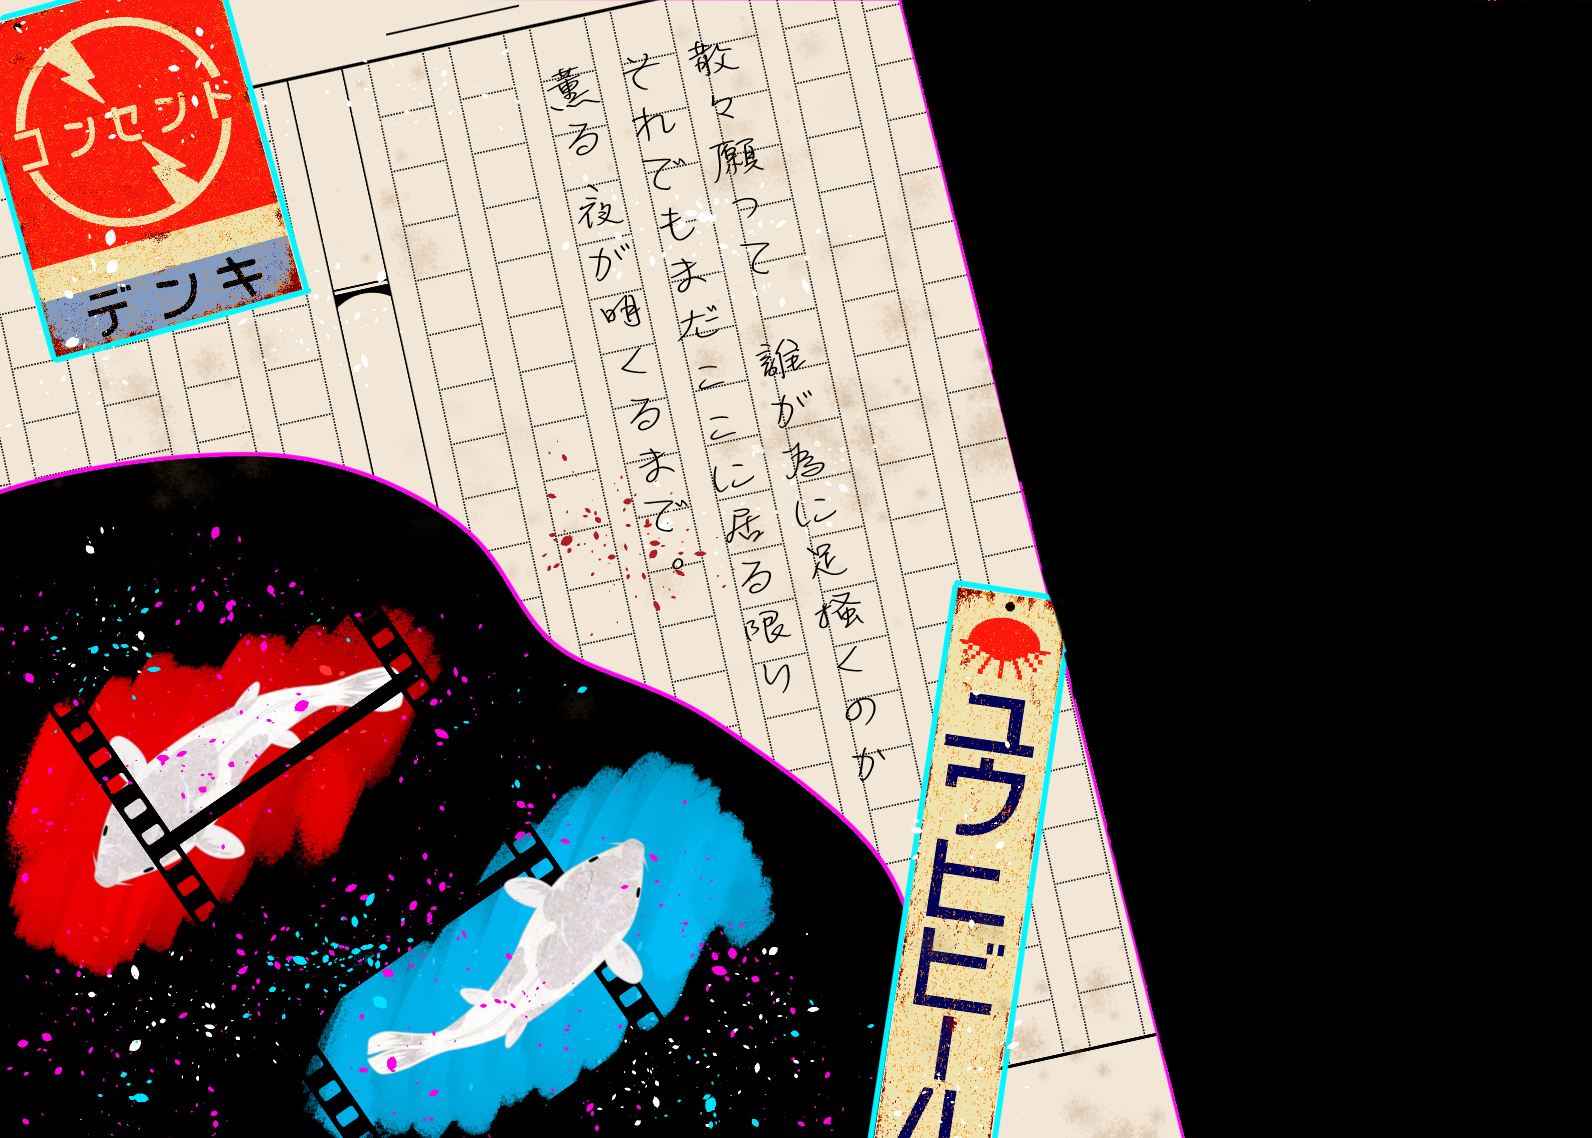 散々願って 誰が為に足掻くのか
それでもまだここに居る限り
薫る夜が明くるまで。
コンセント
デンキ
ユウヒビール